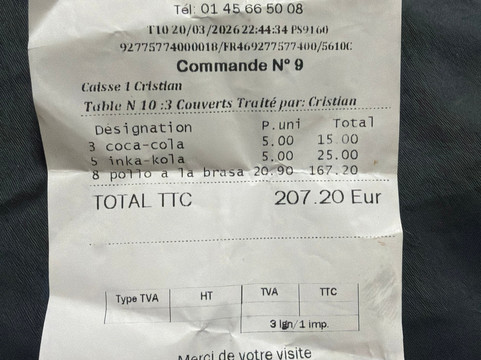 Tél: 01 45 66 50 08
T10 20/03/2026 22:44:34 PS9160
92775774000018/FR469277577400/5610C
Commande N° 9
Caisse 1 Cristian
Table N 10 :3 Couverts Traité par: Cristian
Désignation P.uni Total
3 coca-cola 5.00 15.00
5 inka-kola 5.00 25.00
8 pollo a la brasa 20.90 167.20
TOTAL TTC 207.20 Eur
Type TVA HT TVA TTC
3 lgn/1 imp.
Merci de votre visite